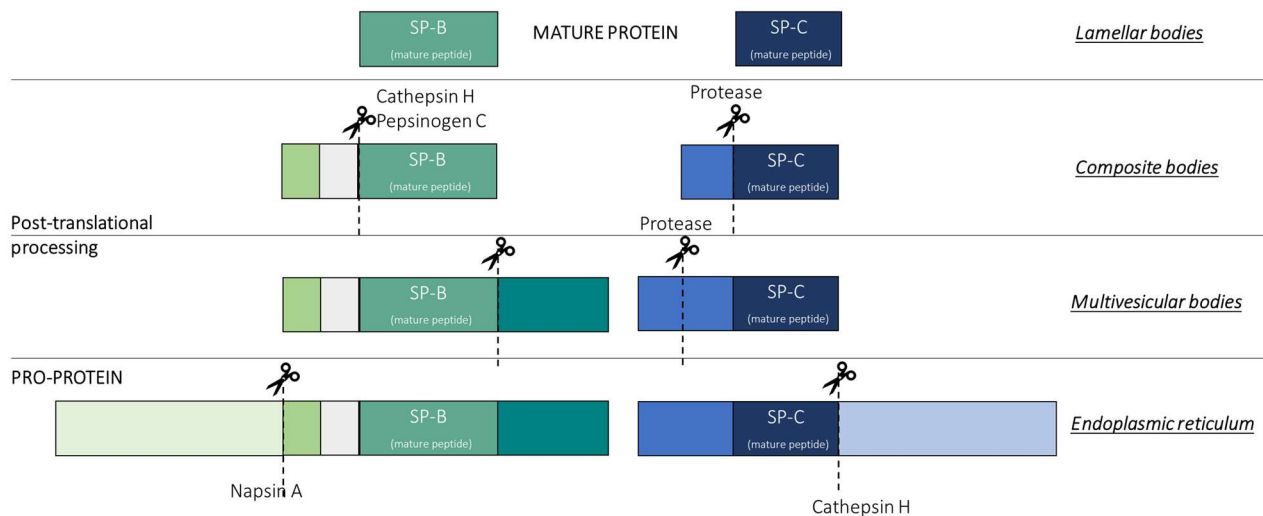 SP-B
(mature peptide)
MATURE PROTEIN
SP-C
(mature peptide)
Lamellar bodies
Cathepsin H
Pepsinogen C
Protease
SP-B
(mature peptide)
SP-C
(mature peptide)
Composite bodies
Post-translational
processing
Protease
SP-B
(mature peptide)
SP-C
(mature peptide)
Multivesicular bodies
PRO-PROTEIN
SP-B
(mature peptide)
SP-C
(mature peptide)
Endoplasmic reticulum
Napsin A
Cathepsin H